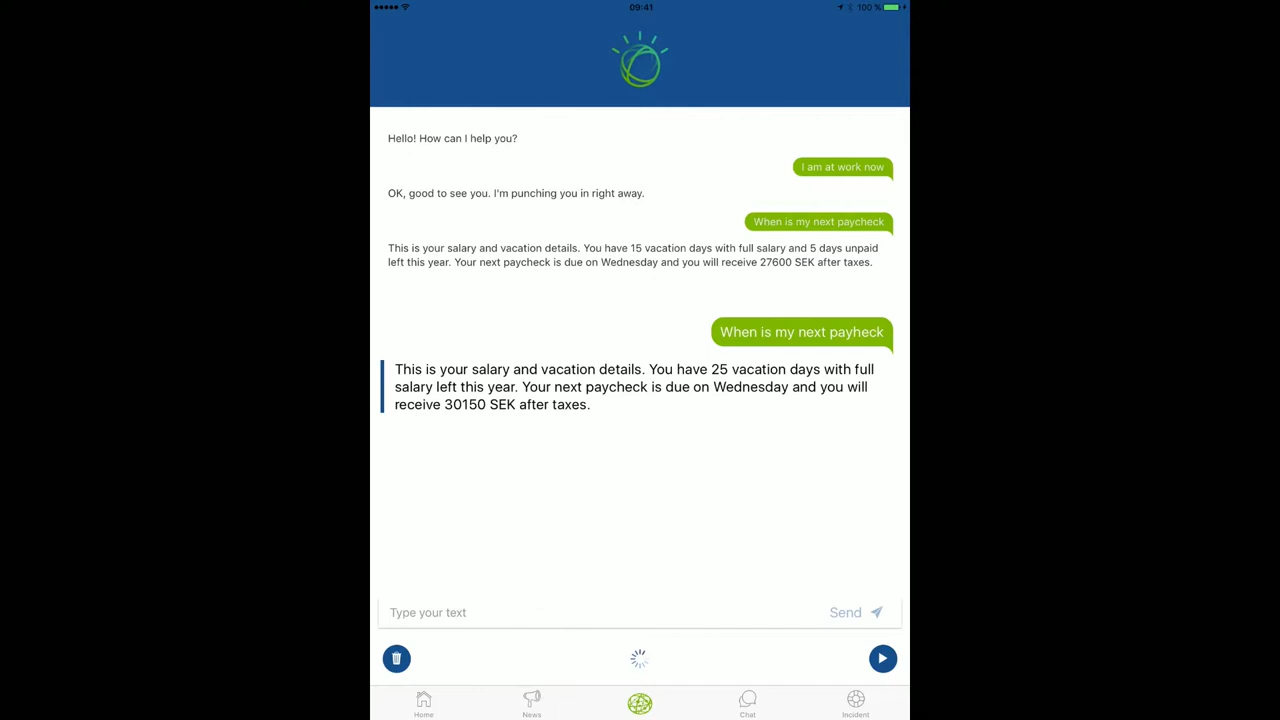 09:41
100 %
Hello! How can I help you?
I am at work now
OK, good to see you. I'm punching you in right away.
When is my next paycheck
This is your salary and vacation details. You have 15 vacation days with full salary and 5 days unpaid
left this year. Your next paycheck is due on Wednesday and you will receive 27600 SEK after taxes.
When is my next payheck
This is your salary and vacation details. You have 25 vacation days with full
salary left this year. Your next paycheck is due on Wednesday and you will
receive 30150 SEK after taxes.
Type your text
Send
Home
News
Chat
Incident